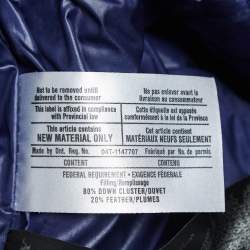 Not to be removed until
delivered to the consumer
Ne pas enlever avant la
livraison au consommateur
This label is affixed in compliance
with Provincial law
Cette étiquette est apposée
conformément à la loi de la Province
This article contains
NEW MATERIAL ONLY
Cet article contient
MATÉRIAUX NEUFS SEULEMENT
Made by Ont. Reg. No. 04T-1147707 Fabriqué par No. de permis
CONTENT CONTENU
FEDERAL REQUIREMENT - EXIGENCE FÉDÉRALE
Filling/Remplissage
80% DOWN CLUSTER/DUVET
20% FEATHER/PLUMES